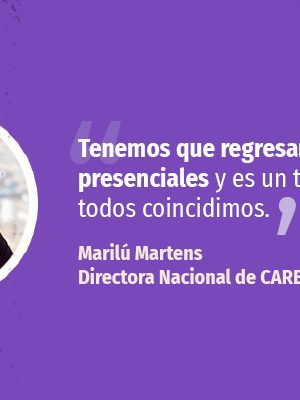 Tenemos que regresar
presenciales y es un t
todos coincidimos.
Marilú Martens
Directora Nacional de CARE